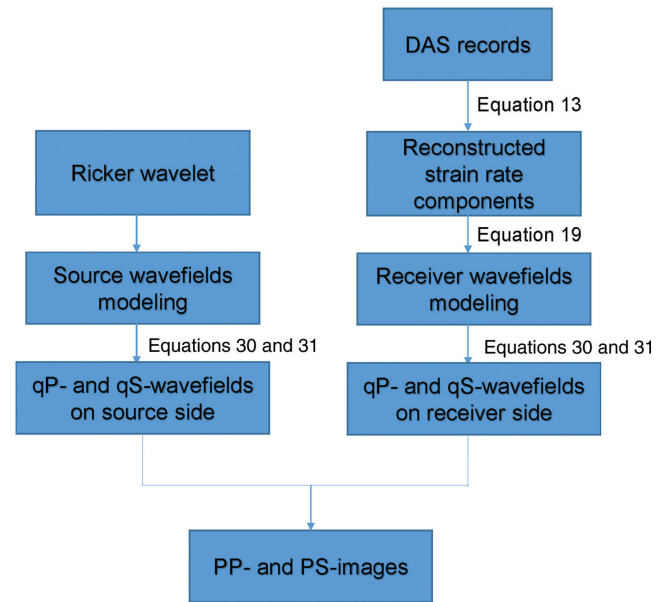 DAS records
Equation 13
Ricker wavelet
Reconstructed
strain rate
components
Equation 19
Source wavefields
modeling
Receiver wavefields
modeling
Equations 30 and 31
Equations 30 and 31
qP- and qS-wavefields
on source side
qP- and qS-wavefields
on receiver side
PP- and PS-images